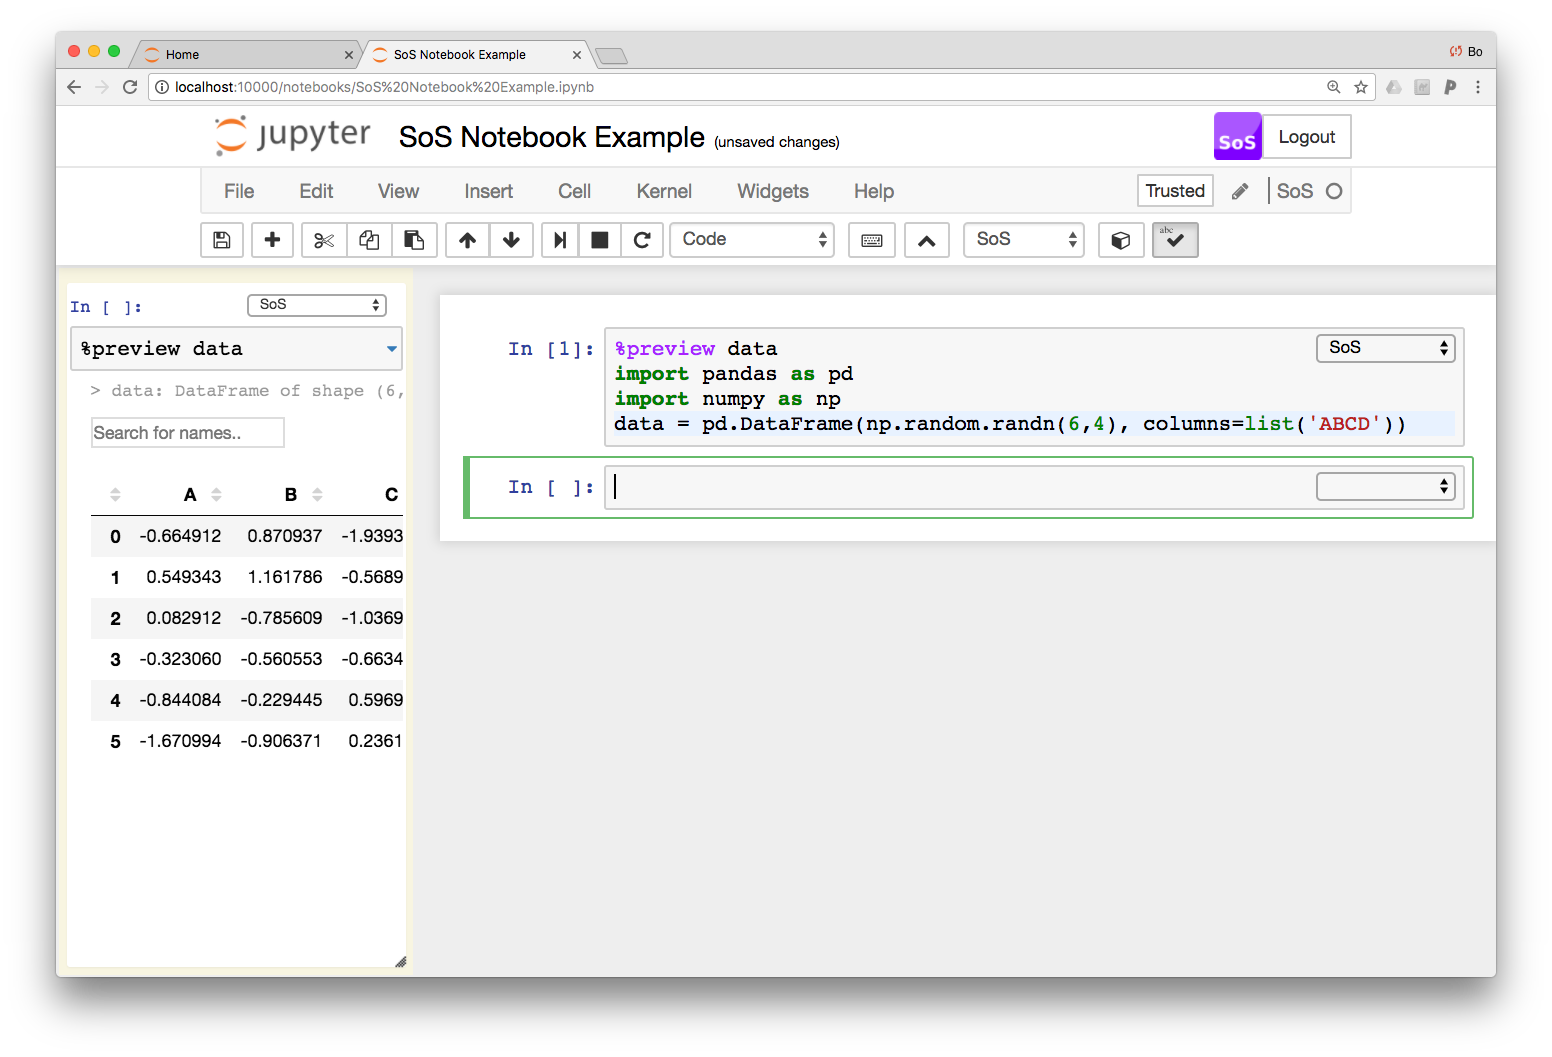 Home
SoS Notebook Example
Bo
localhost:10000/notebooks/SoS%20Notebook%20Example.ipynb
jupyter
SoS Notebook Example (unsaved changes)
SoS
Logout
File Edit View Insert Cell Kernel Widgets Help
Trusted
SoS
Code
SoS
abc
In [ ]:
SoS
%preview data
> data: DataFrame of shape (6,
Search for names..
A B C
0 -0.664912 0.870937 -1.9393
1 0.549343 1.161786 -0.5689
2 0.082912 -0.785609 -1.0369
3 -0.323060 -0.560553 -0.6634
4 -0.844084 -0.229445 0.5969
5 -1.670994 -0.906371 0.2361
In [1]:
%preview data
SoS
import pandas as pd
import numpy as np
data = pd.DataFrame(np.random.randn(6,4), columns=list('ABCD'))
In [ ]: